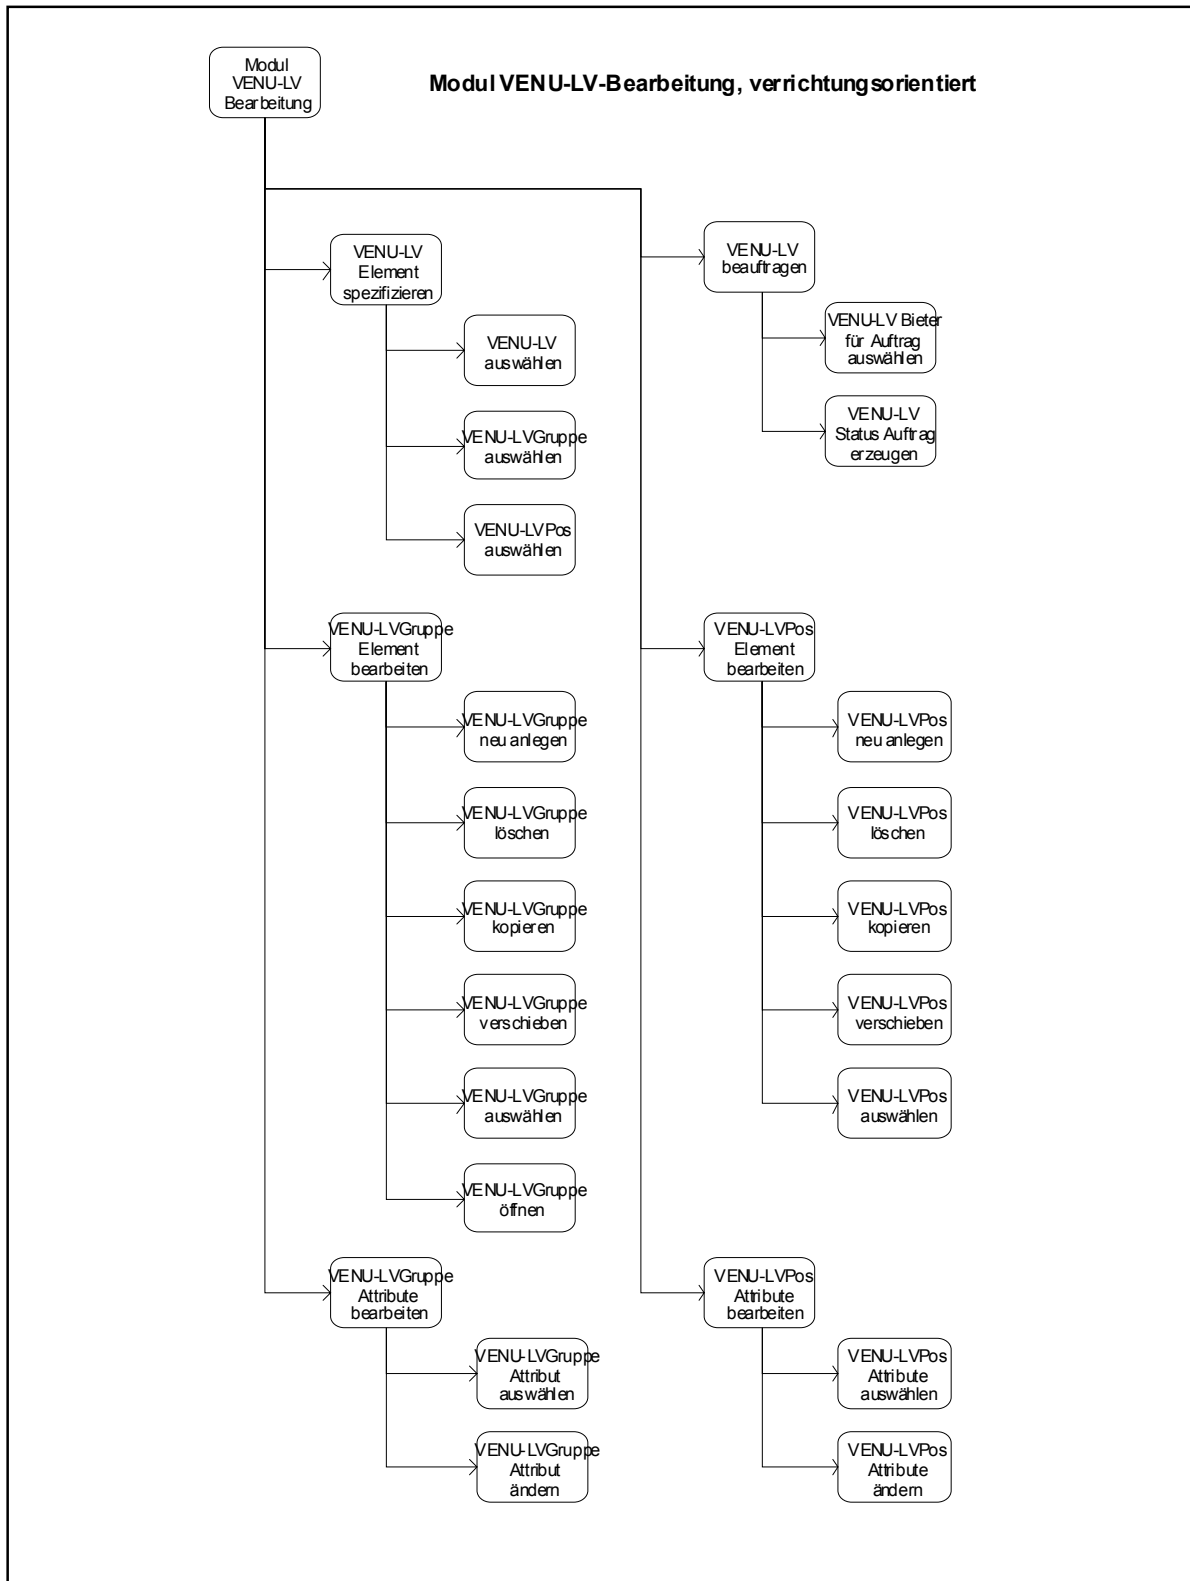 Modul
VENU-LV
Bearbeitung
Modul VENU-LV-Bearbeitung, verrichtungsorientiert
VENU-LV
Element
spezifizieren
VENU-LV
auswählen
VENU-LVGruppe
auswählen
VENU-LVPos
auswählen
VENU-LV
beauftragen
VENU-LV Bieter
für Auftrag
auswählen
VENU-LV
Status Auftrag
erzeugen
VENU-LVGruppe
Element
bearbeiten
VENU-LVGruppe
neu anlegen
VENU-LVGruppe
löschen
VENU-LVGruppe
kopieren
VENU-LVGruppe
verschieben
VENU-LVGruppe
auswählen
VENU-LVGruppe
öffnen
VENU-LVPos
Element
bearbeiten
VENU-LVPos
neu anlegen
VENU-LVPos
löschen
VENU-LVPos
kopieren
VENU-LVPos
verschieben
VENU-LVPos
auswählen
VENU-LVGruppe
Attribute
bearbeiten
VENU-LVGruppe
Attribut
auswählen
VENU-LVGruppe
Attribut
ändern
VENU-LVPos
Attribute
bearbeiten
VENU-LVPos
Attribute
auswählen
VENU-LVPos
Attribute
ändern